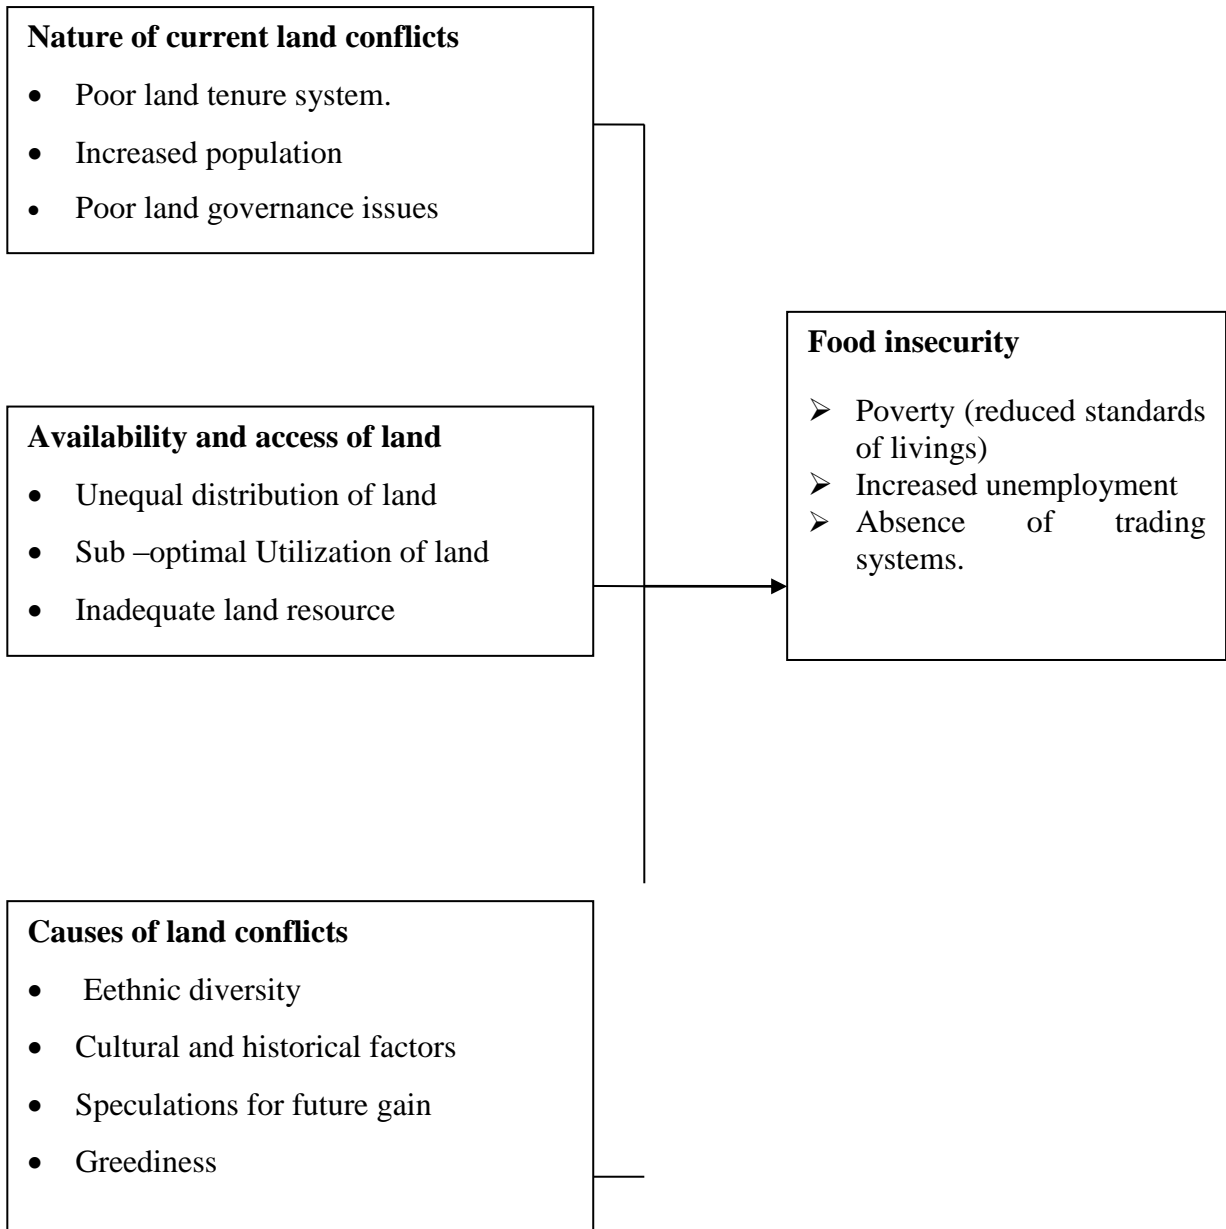 Nature of current land conflicts
• Poor land tenure system.
• Increased population
• Poor land governance issues
Availability and access of land
• Unequal distribution of land
• Sub –optimal Utilization of land
• Inadequate land resource
Causes of land conflicts
• Eethnic diversity
• Cultural and historical factors
• Speculations for future gain
• Greediness
Food insecurity
➢ Poverty (reduced standards
of livings)
➢ Increased unemployment
➢ Absence of trading
systems.